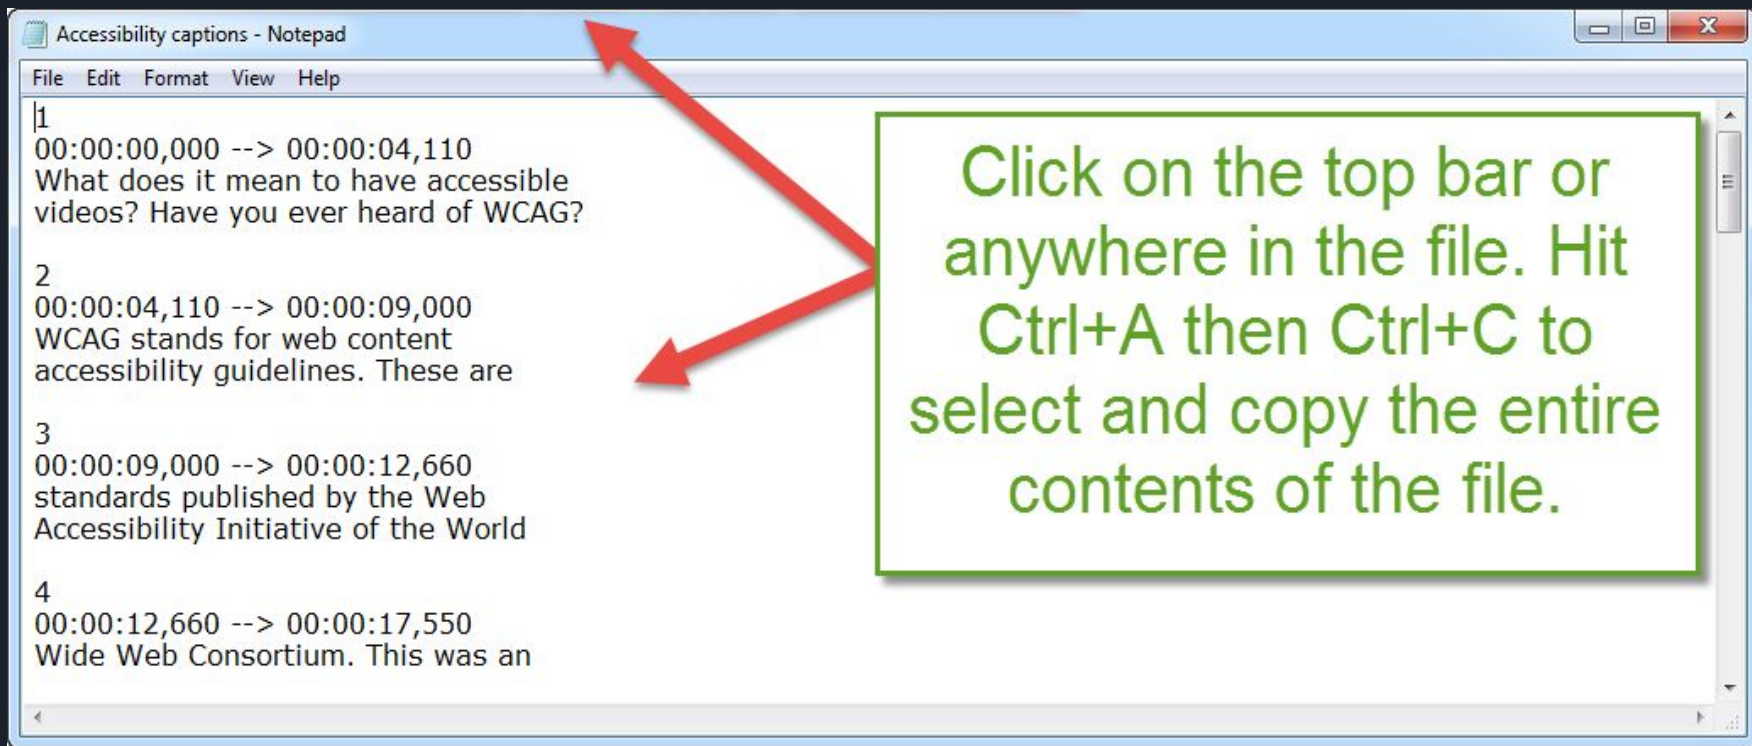 Accessibility captions - Notepad
File Edit Format View Help
1
00:00:00,000 --> 00:00:04,110
What does it mean to have accessible
videos? Have you ever heard of WCAG?
2
00:00:04,110 --> 00:00:09,000
WCAG stands for web content
accessibility guidelines. These are
3
00:00:09,000 --> 00:00:12,660
standards published by the Web
Accessibility Initiative of the World
4
00:00:12,660 --> 00:00:17,550
Wide Web Consortium. This was an
Click on the top bar or
anywhere in the file. Hit
Ctrl+A then Ctrl+C to
select and copy the entire
contents of the file.